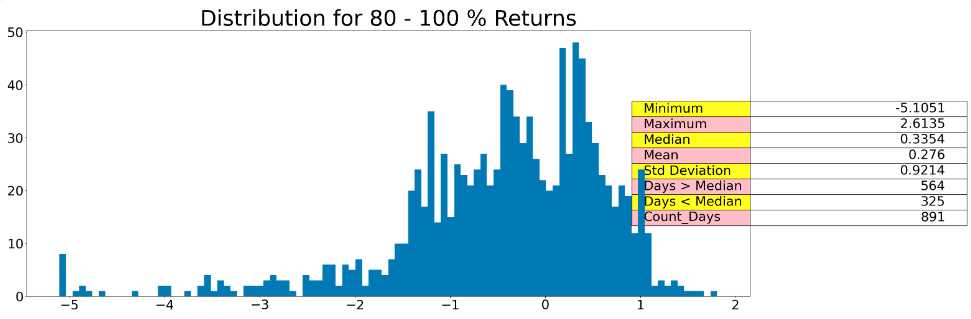 Distribution for 80 - 100 % Returns
50
40
30
20
10
0
−5 −4 −3 −2 −1 0 1 2
Minimum -5.1051
Maximum 2.6135
Median 0.3354
Mean 0.276
Std Deviation 0.9214
Days > Median 564
Days < Median 325
Count_Days 891